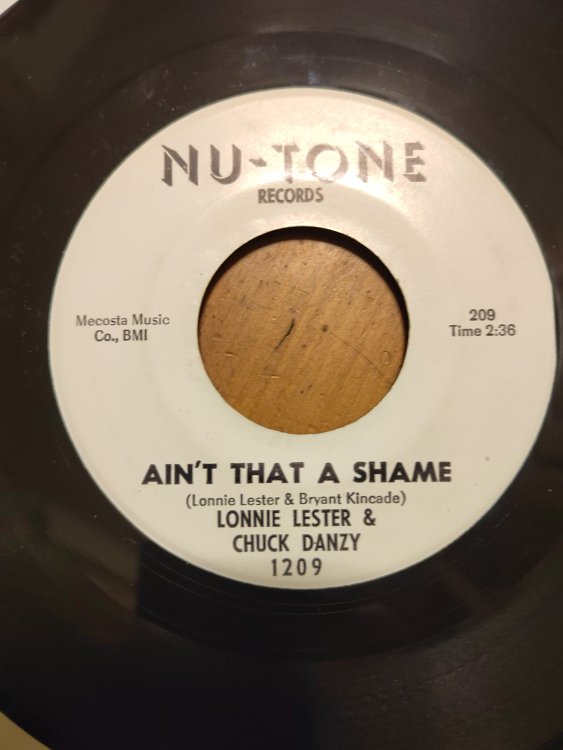 NU-TONE
RECORDS
Mecosta Music
Co., BMI
209
Time 2:36
AIN'T THAT A SHAME
(Lonnie Lester & Bryant Kincade)
LONNIE LESTER &
CHUCK DANZY
1209